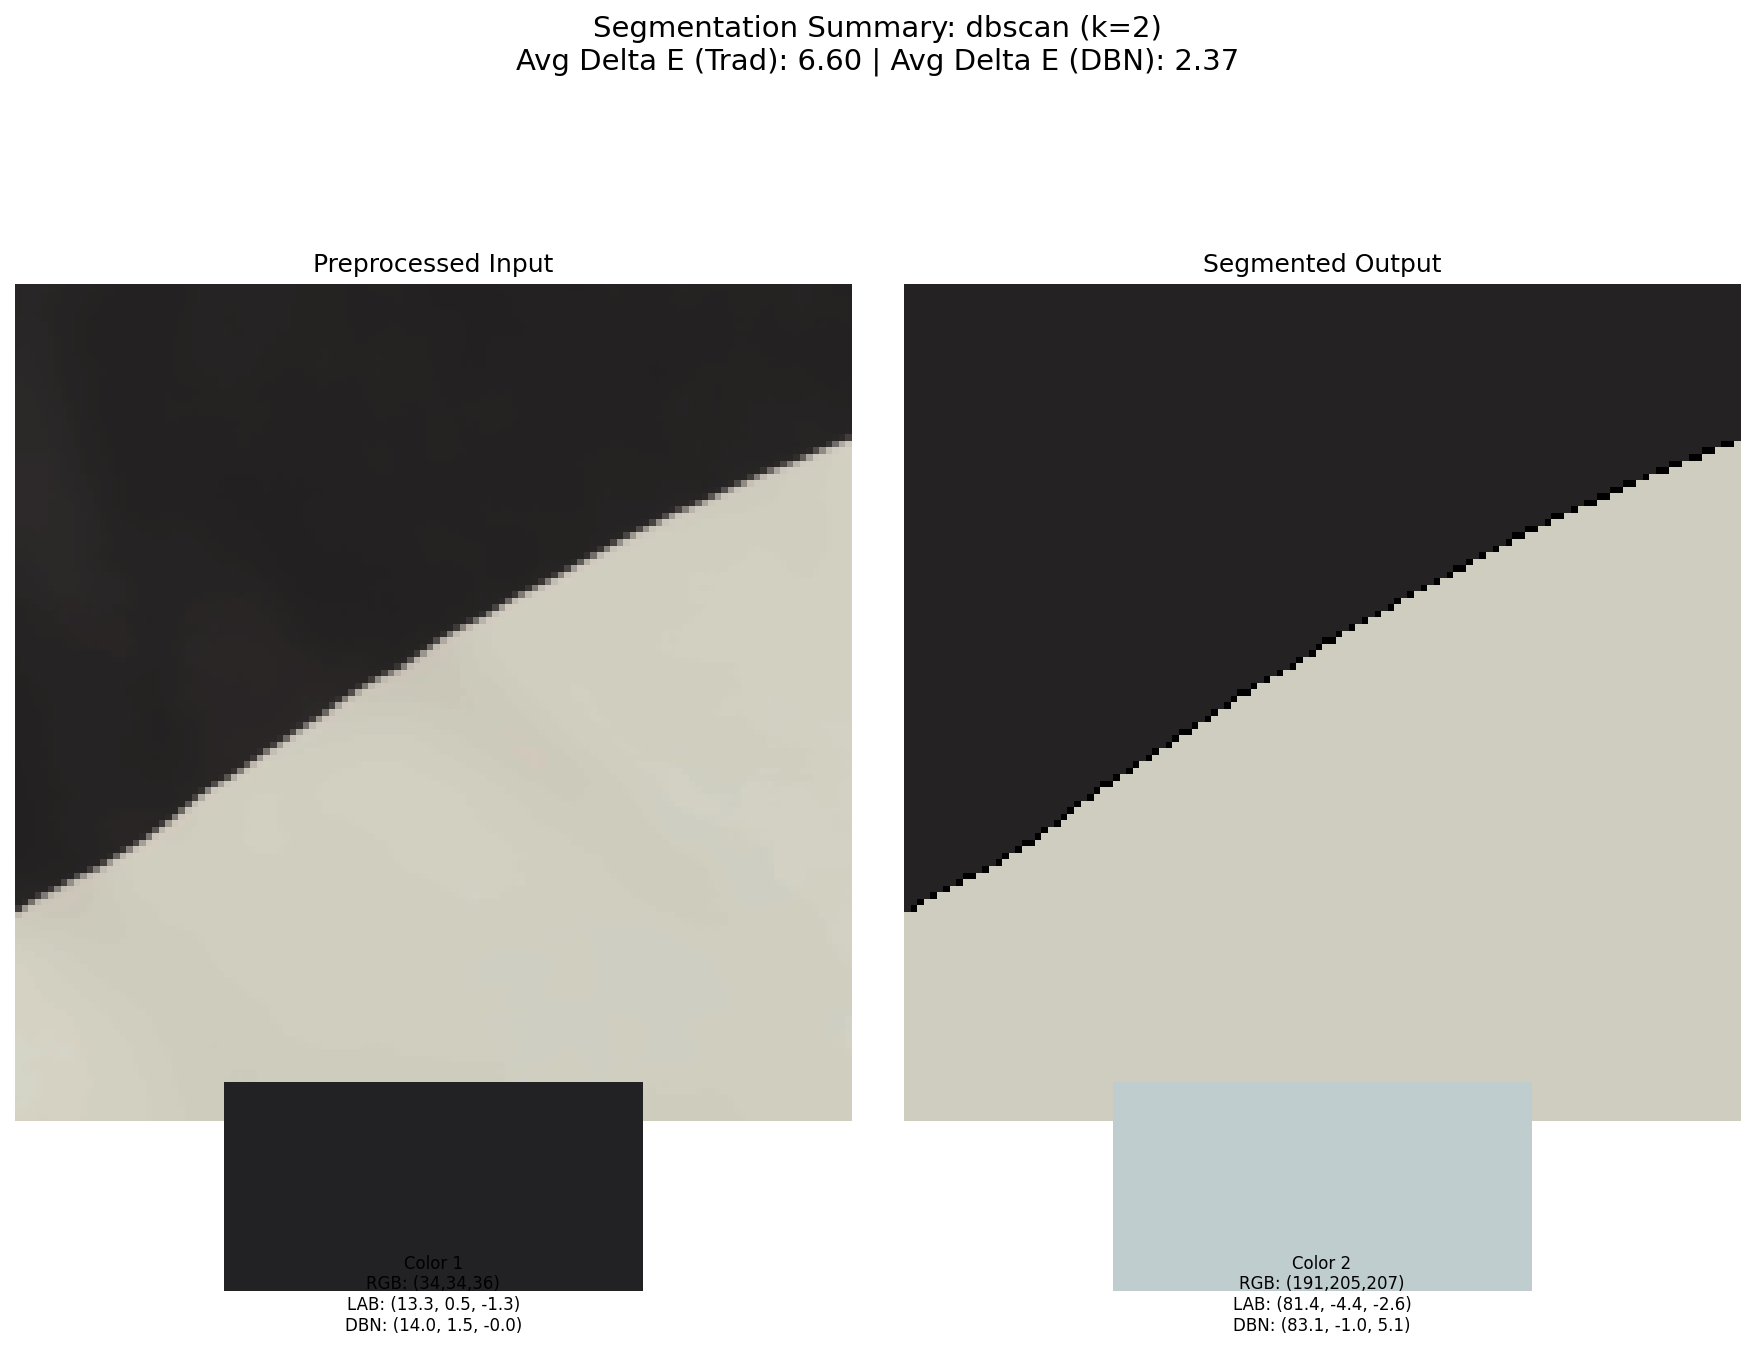 Segmentation Summary: dbscan (k=2)
Avg Delta E (Trad): 6.60 | Avg Delta E (DBN): 2.37
Preprocessed Input
Segmented Output
Color 1
RGB: (34,34,36)
LAB: (13.3, 0.5, -1.3)
DBN: (14.0, 1.5, -0.0)
Color 2
RGB: (191,205,207)
LAB: (81.4, -4.4, -2.6)
DBN: (83.1, -1.0, 5.1)